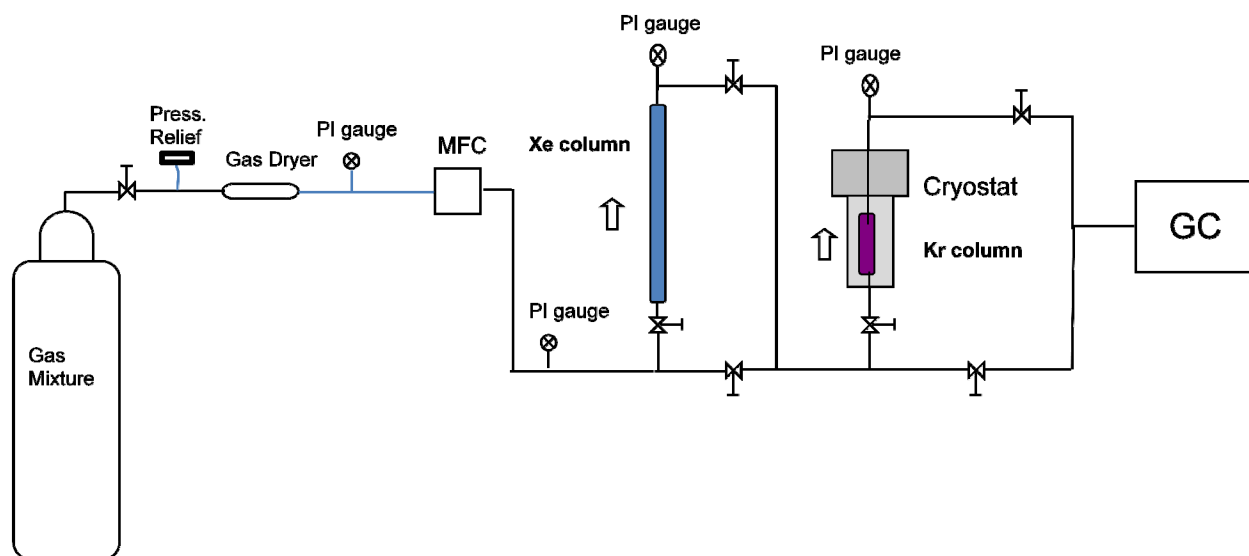 PI gauge
PI gauge
Press.
Relief
PI gauge
Gas Dryer
MFC
Xe column
Cryostat
GC
Kr column
PI gauge
Gas
Mixture